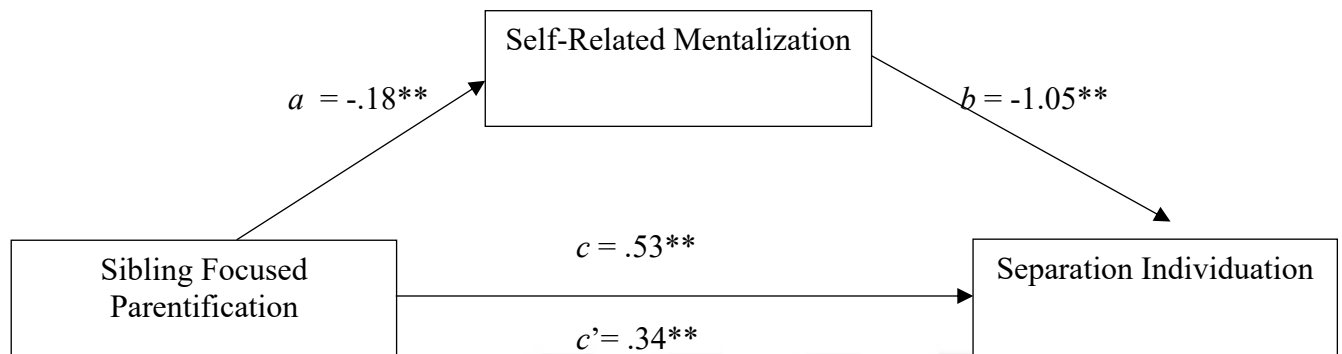 Self-Related Mentalization
a = -.18**
b = -1.05**
c = .53**
Sibling Focused
Parentification
Separation Individuation
c’= .34**